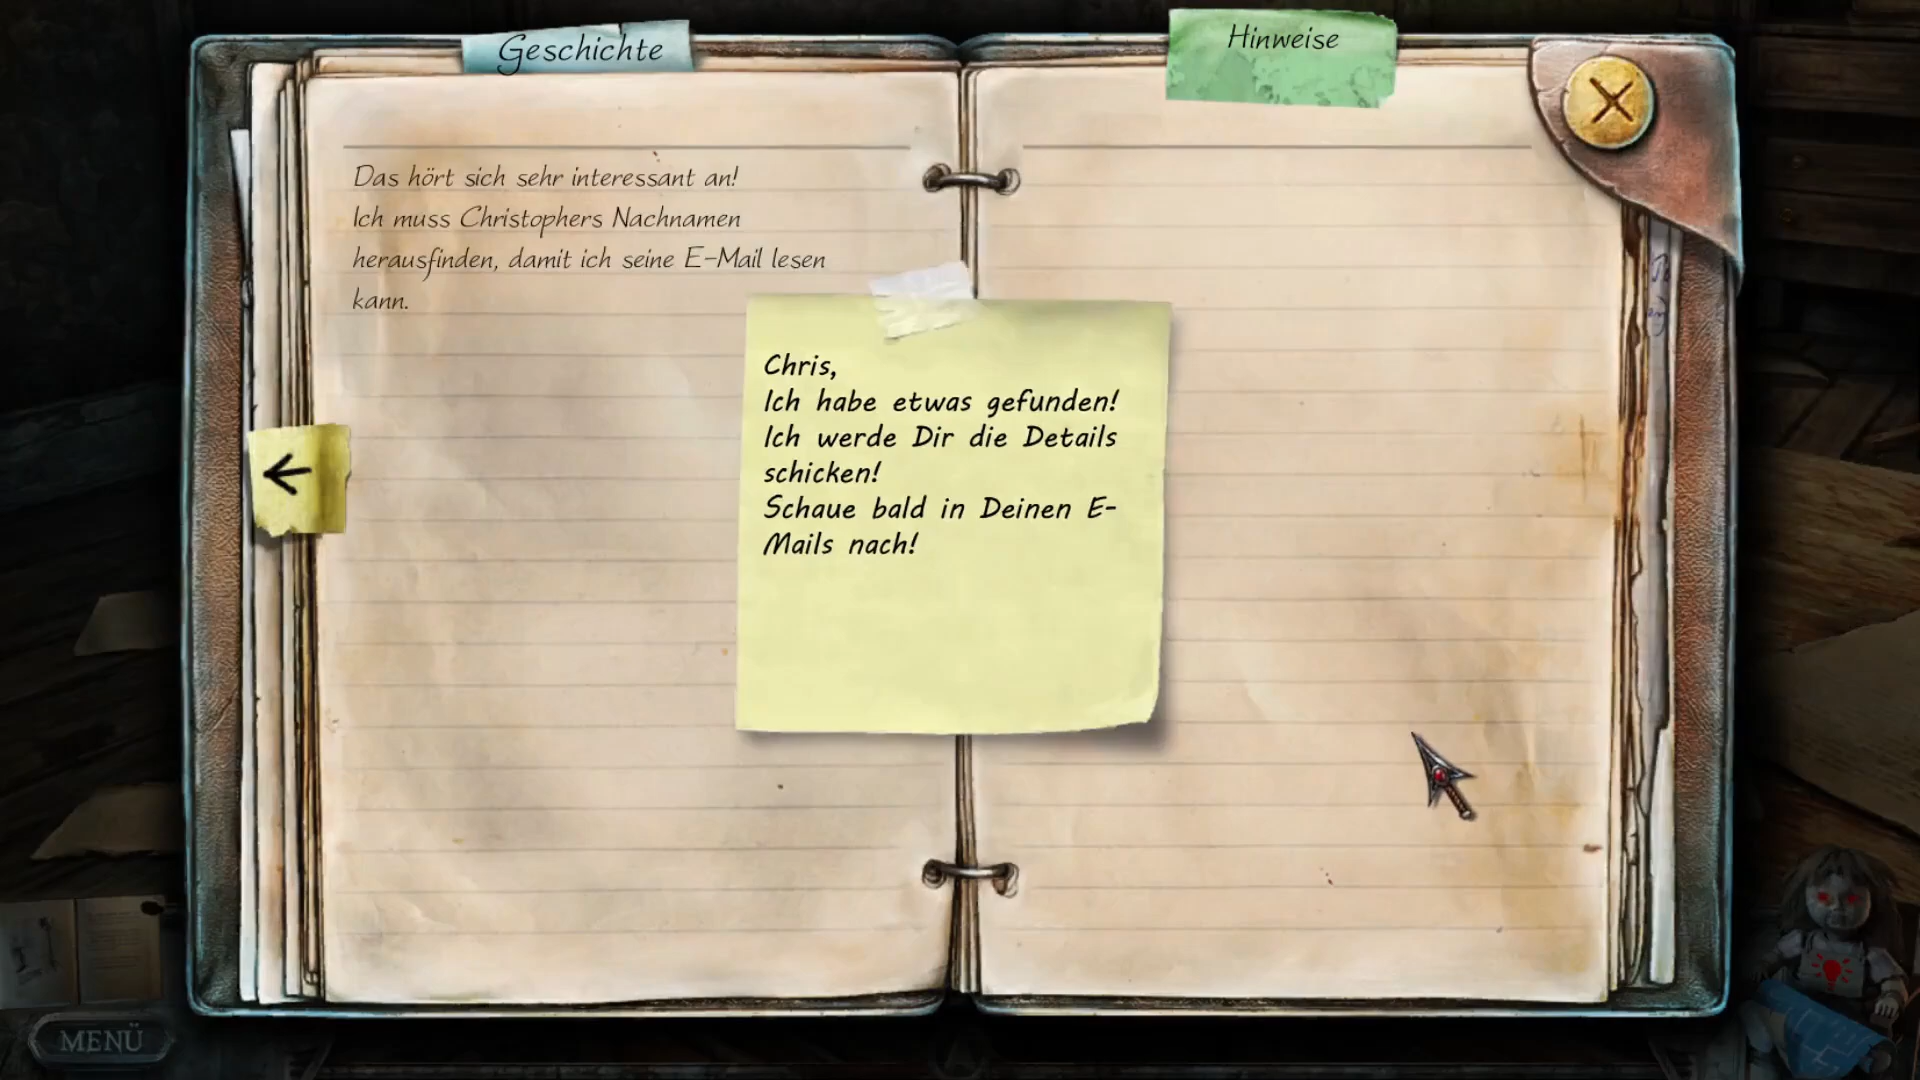 Geschichte
Hinweise
Das hört sich sehr interessant an!
Ich muss Christophers Nachnamen
herausfinden, damit ich seine E-Mail lesen
kann.
Chris,
Ich habe etwas gefunden!
Ich werde Dir die Details
schicken!
Schaue bald in Deinen E-
Mails nach!
MENÜ